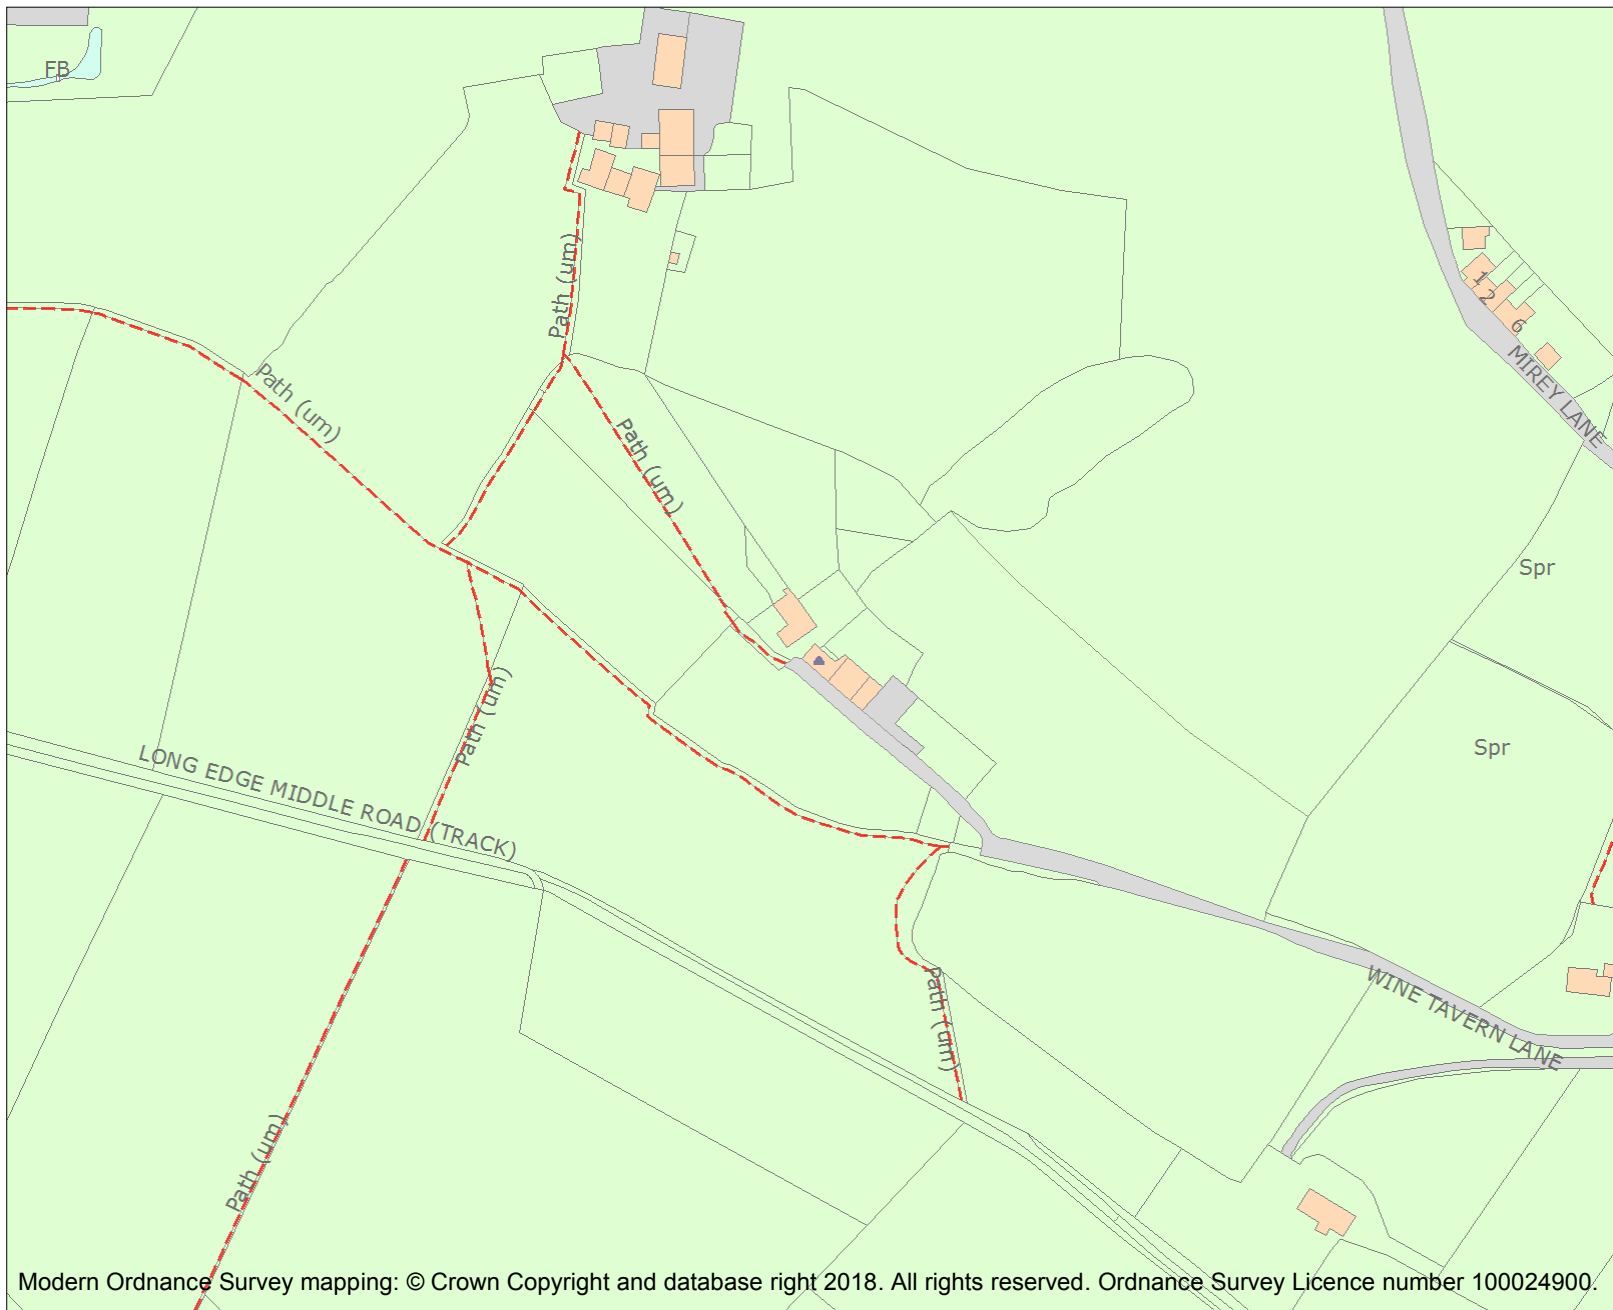 FB
Path (um)
1
2
6
MIREY LANE
Path (um)
Path (um)
Spr
Path (um)
Spr
LONG EDGE MIDDLE ROAD (TRACK)
Path (um)
WINE TAVERN LANE
Path (um)
Modern Ordnance Survey mapping: © Crown Copyright and database right 2018. All rights reserved. Ordnance Survey Licence number 100024900.